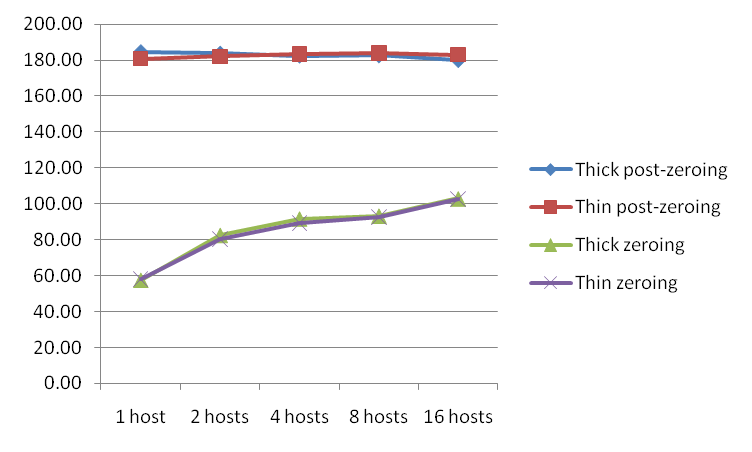 200.00
180.00
160.00
140.00
120.00
100.00
80.00
60.00
40.00
20.00
0.00
1 host 2 hosts 4 hosts 8 hosts 16 hosts
Thick post-zeroing
Thin post-zeroing
Thick zeroing
Thin zeroing